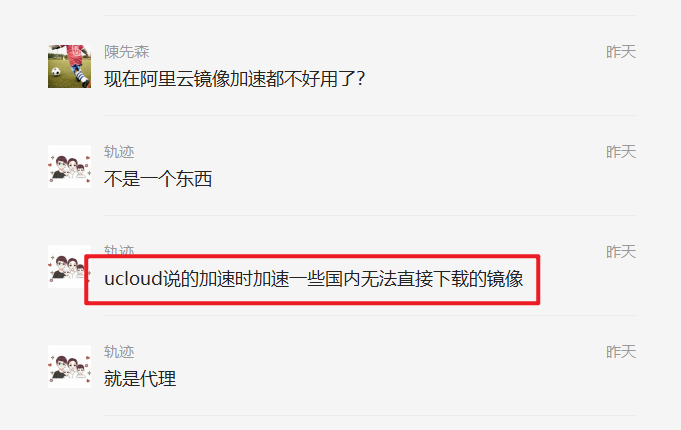 陳先森 昨天
现在阿里云镜像加速都不好用了?
轨迹 昨天
不是一个东西
轨迹 昨天
ucloud说的加速时加速一些国内无法直接下载的镜像
轨迹 昨天
就是代理